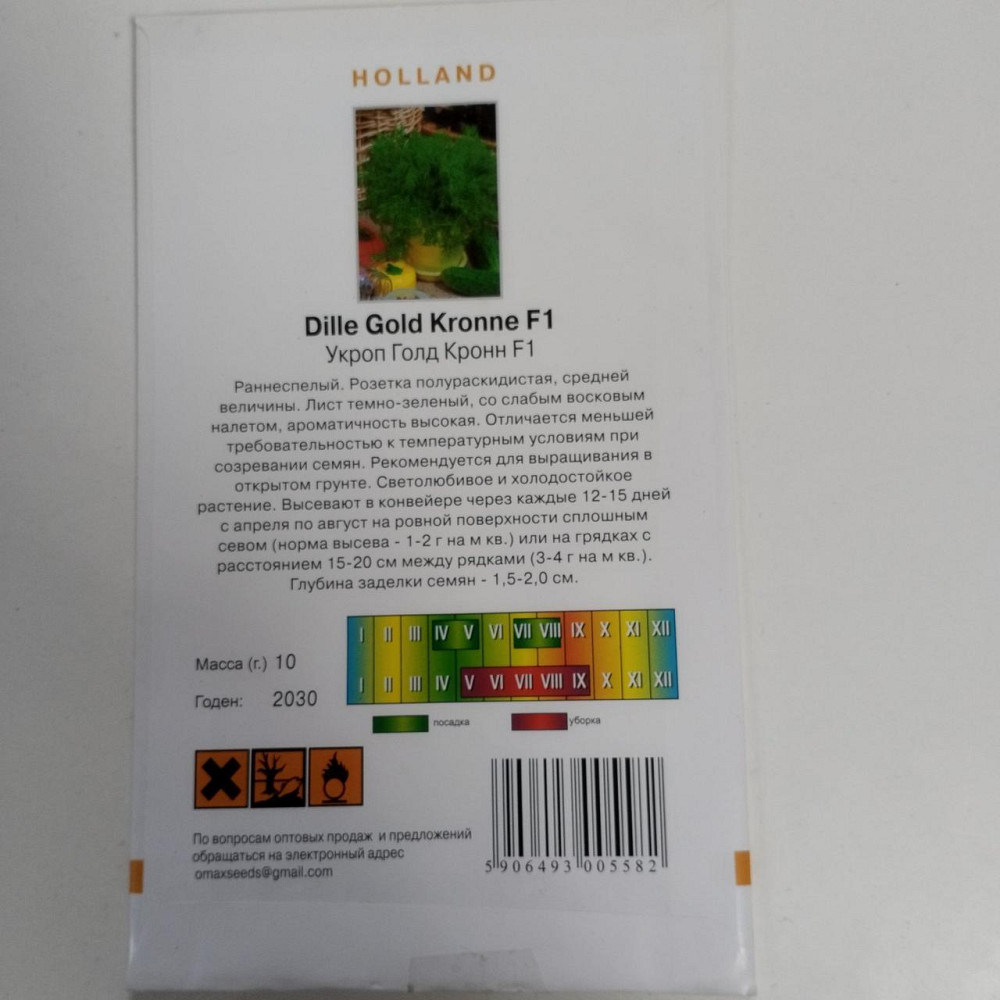 HOLLAND
Dille Gold Kronne F1
Укроп Голд Кронн F1
Раннеспелый. Розетка полураскидистая, средней
величины. Лист темно-зеленый, со слабым восковым
налетом, ароматичность высокая. Отличается меньшей
требовательностью к температурным условиям при
созревании семян. Рекомендуется для выращивания в
открытом грунте. Светолюбивое и холодостойкое
растение. Высевают в конвейере через каждые 12-15 дней
с апреля по август на ровной поверхности сплошным
севом (норма высева - 1-2 г на м кв.) или на грядках с
расстоянием 15-20 см между рядками (3-4 г на м кв.).
Глубина заделки семян - 1,5-2,0 см.
I II III IV V VI VII VIII IX X XI XII
Масса (г.) 10
I II III IV V VI VII VIII IX X XI XII
Годен: 2030
посадка уборка
По вопросам оптовых продаж и предложений
обращаться на электронный адрес
omaxseeds@gmail.com
5 906493 005582